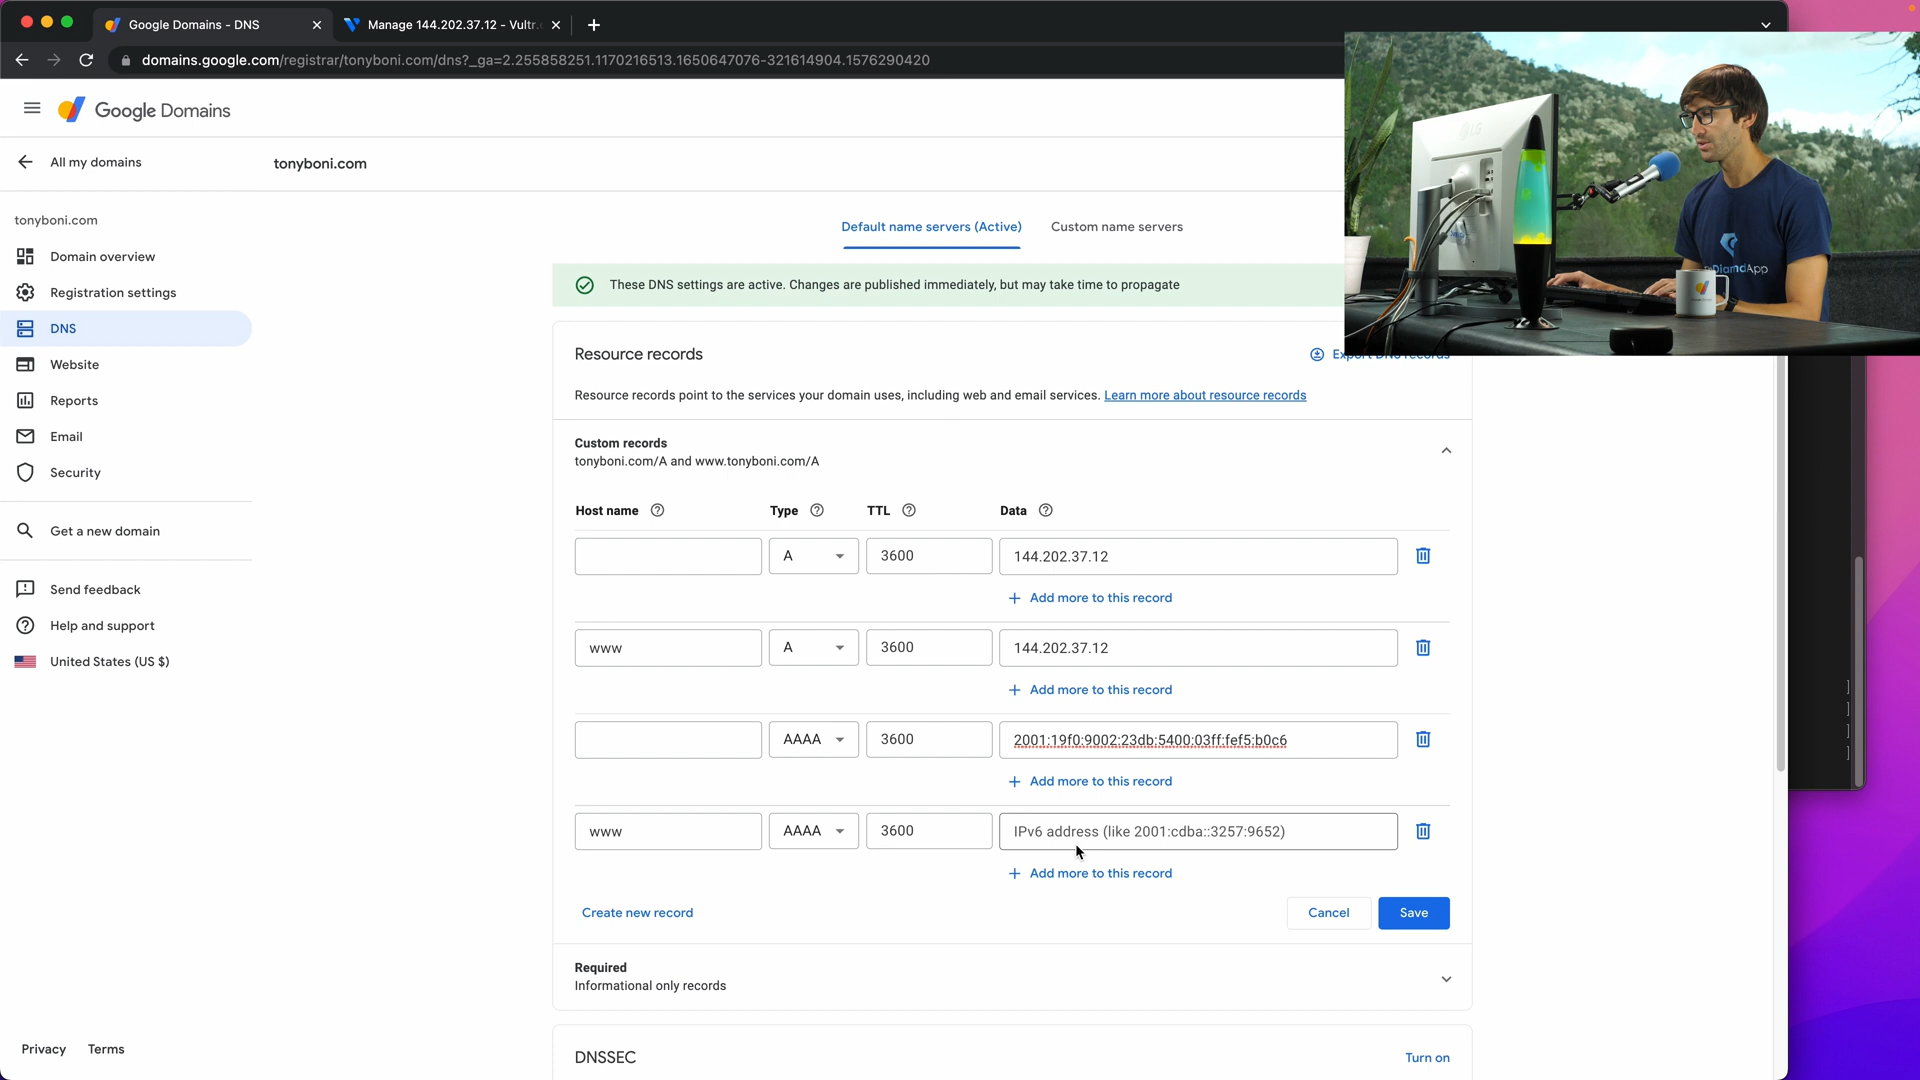 Google Domains - DNS
Manage 144.202.37.12 - Vultr.
domains.google.com/registrar/tonyboni.com/dns?_ga=2.255858251.1170216513.1650647076-321614904.1576290420
Google Domains
All my domains
tonyboni.com
tonyboni.com
Domain overview
Registration settings
DNS
Website
Reports
Email
Security
Get a new domain
Send feedback
Help and support
United States (US $)
Privacy
Terms
Default name servers (Active)
Custom name servers
These DNS settings are active. Changes are published immediately, but may take time to propagate
Resource records
Export DNS records
Resource records point to the services your domain uses, including web and email services. Learn more about resource records
Custom records
tonyboni.com/A and www.tonyboni.com/A
Host name
Type
TTL
Data
A
3600
144.202.37.12
Add more to this record
www
A
3600
144.202.37.12
Add more to this record
AAAA
3600
2001:19f0:9002:23db:5400:03ff:fef5:b0c6
Add more to this record
www
AAAA
3600
IPv6 address (like 2001:cdba::3257:9652)
Add more to this record
Create new record
Cancel
Save
Required
Informational only records
DNSSEC
Turn on
LG
]
]
]
]